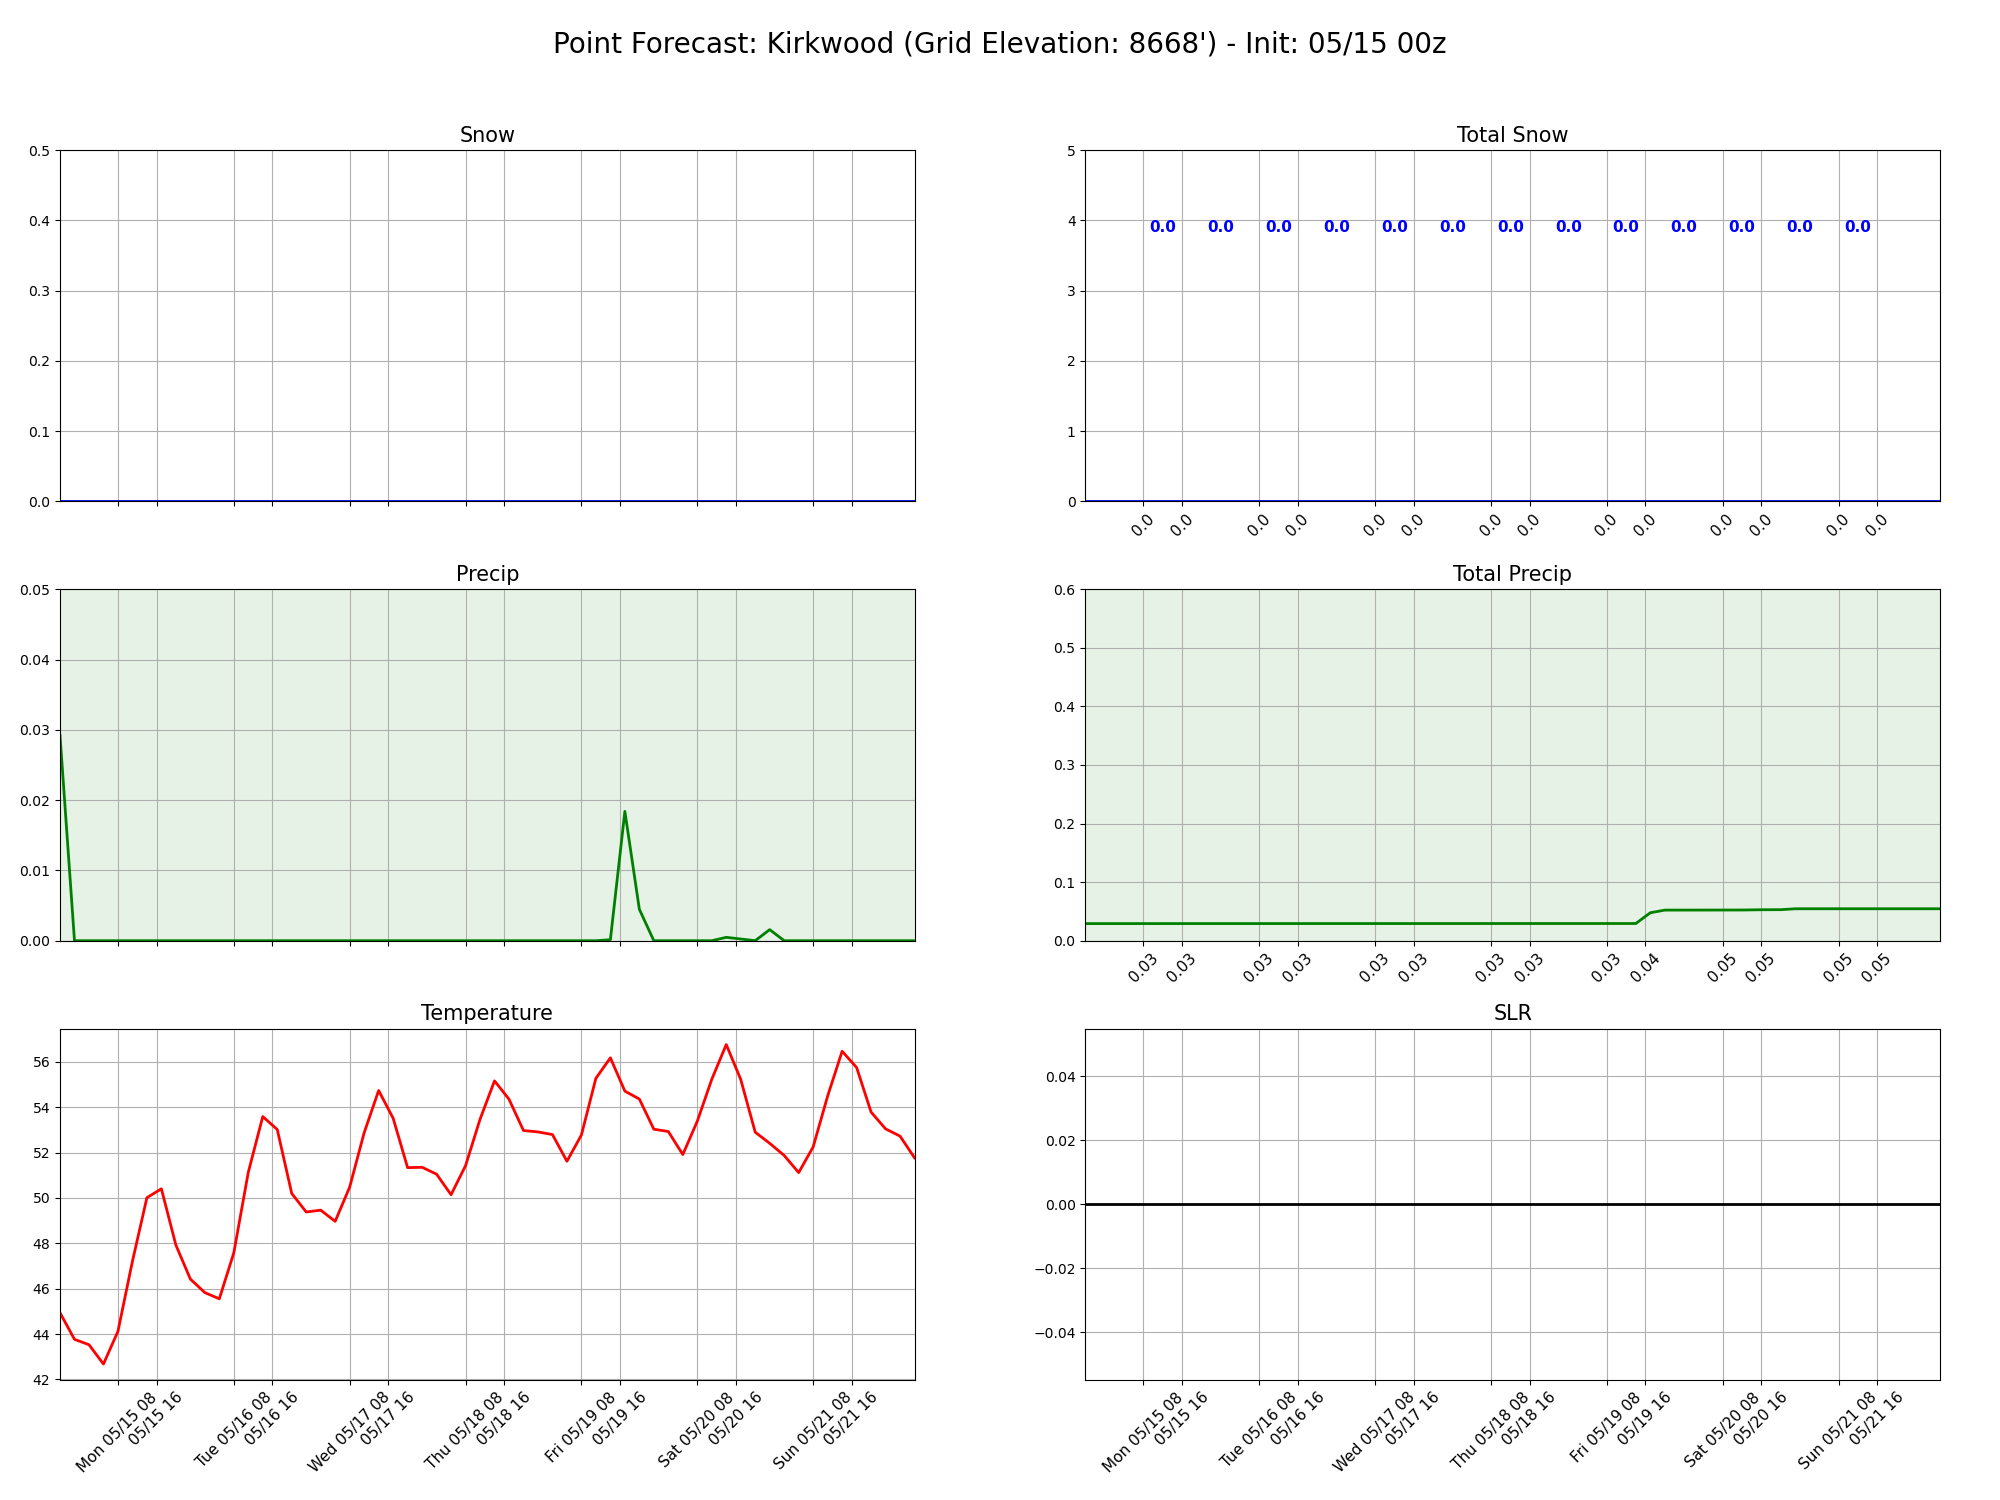 Point Forecast: Kirkwood (Grid Elevation: 8668') - Init: 05/15 00z
Snow
0.5
0.4
0.3
0.2
0.1
0.0
Total Snow
5
4
3
2
1
0
0.0 0.0 0.0 0.0 0.0 0.0 0.0 0.0 0.0 0.0 0.0 0.0 0.0
0.0 0.0 0.0 0.0 0.0 0.0 0.0 0.0 0.0 0.0 0.0 0.0 0.0 0.0
Precip
0.05
0.04
0.03
0.02
0.01
0.00
Total Precip
0.6
0.5
0.4
0.3
0.2
0.1
0.0
0.03 0.03 0.03 0.03 0.03 0.03 0.03 0.03 0.03 0.04 0.05 0.05 0.05 0.05
Temperature
56
54
52
50
48
46
44
42
Mon 05/15 08
05/15 16
Tue 05/16 08
05/16 16
Wed 05/17 08
05/17 16
Thu 05/18 08
05/18 16
Fri 05/19 08
05/19 16
Sat 05/20 08
05/20 16
Sun 05/21 08
05/21 16
SLR
0.04
0.02
0.00
−0.02
−0.04
Mon 05/15 08
05/15 16
Tue 05/16 08
05/16 16
Wed 05/17 08
05/17 16
Thu 05/18 08
05/18 16
Fri 05/19 08
05/19 16
Sat 05/20 08
05/20 16
Sun 05/21 08
05/21 16